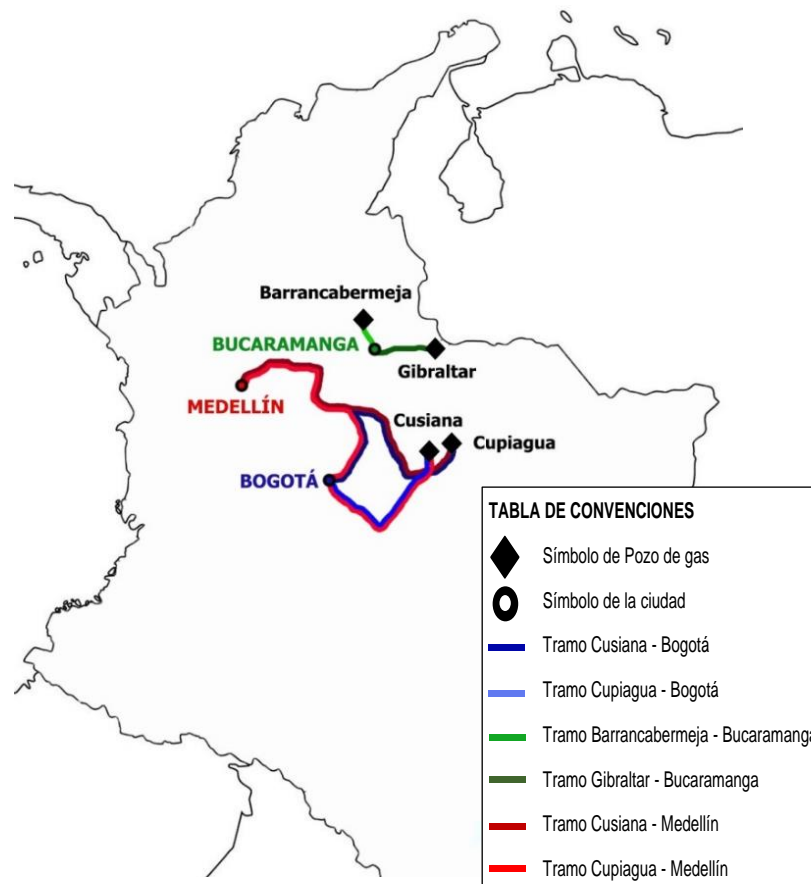 Barrancabermeja
BUCARAMANGA
Gibraltar
MEDELLÍN
Cusiana
Cupiagua
BOGOTÁ
TABLA DE CONVENCIONES
Símbolo de Pozo de gas
Símbolo de la ciudad
Tramo Cusiana - Bogotá
Tramo Cupiagua - Bogotá
Tramo Barrancabermeja - Bucaramanga
Tramo Gibraltar - Bucaramanga
Tramo Cusiana - Medellín
Tramo Cupiagua - Medellín